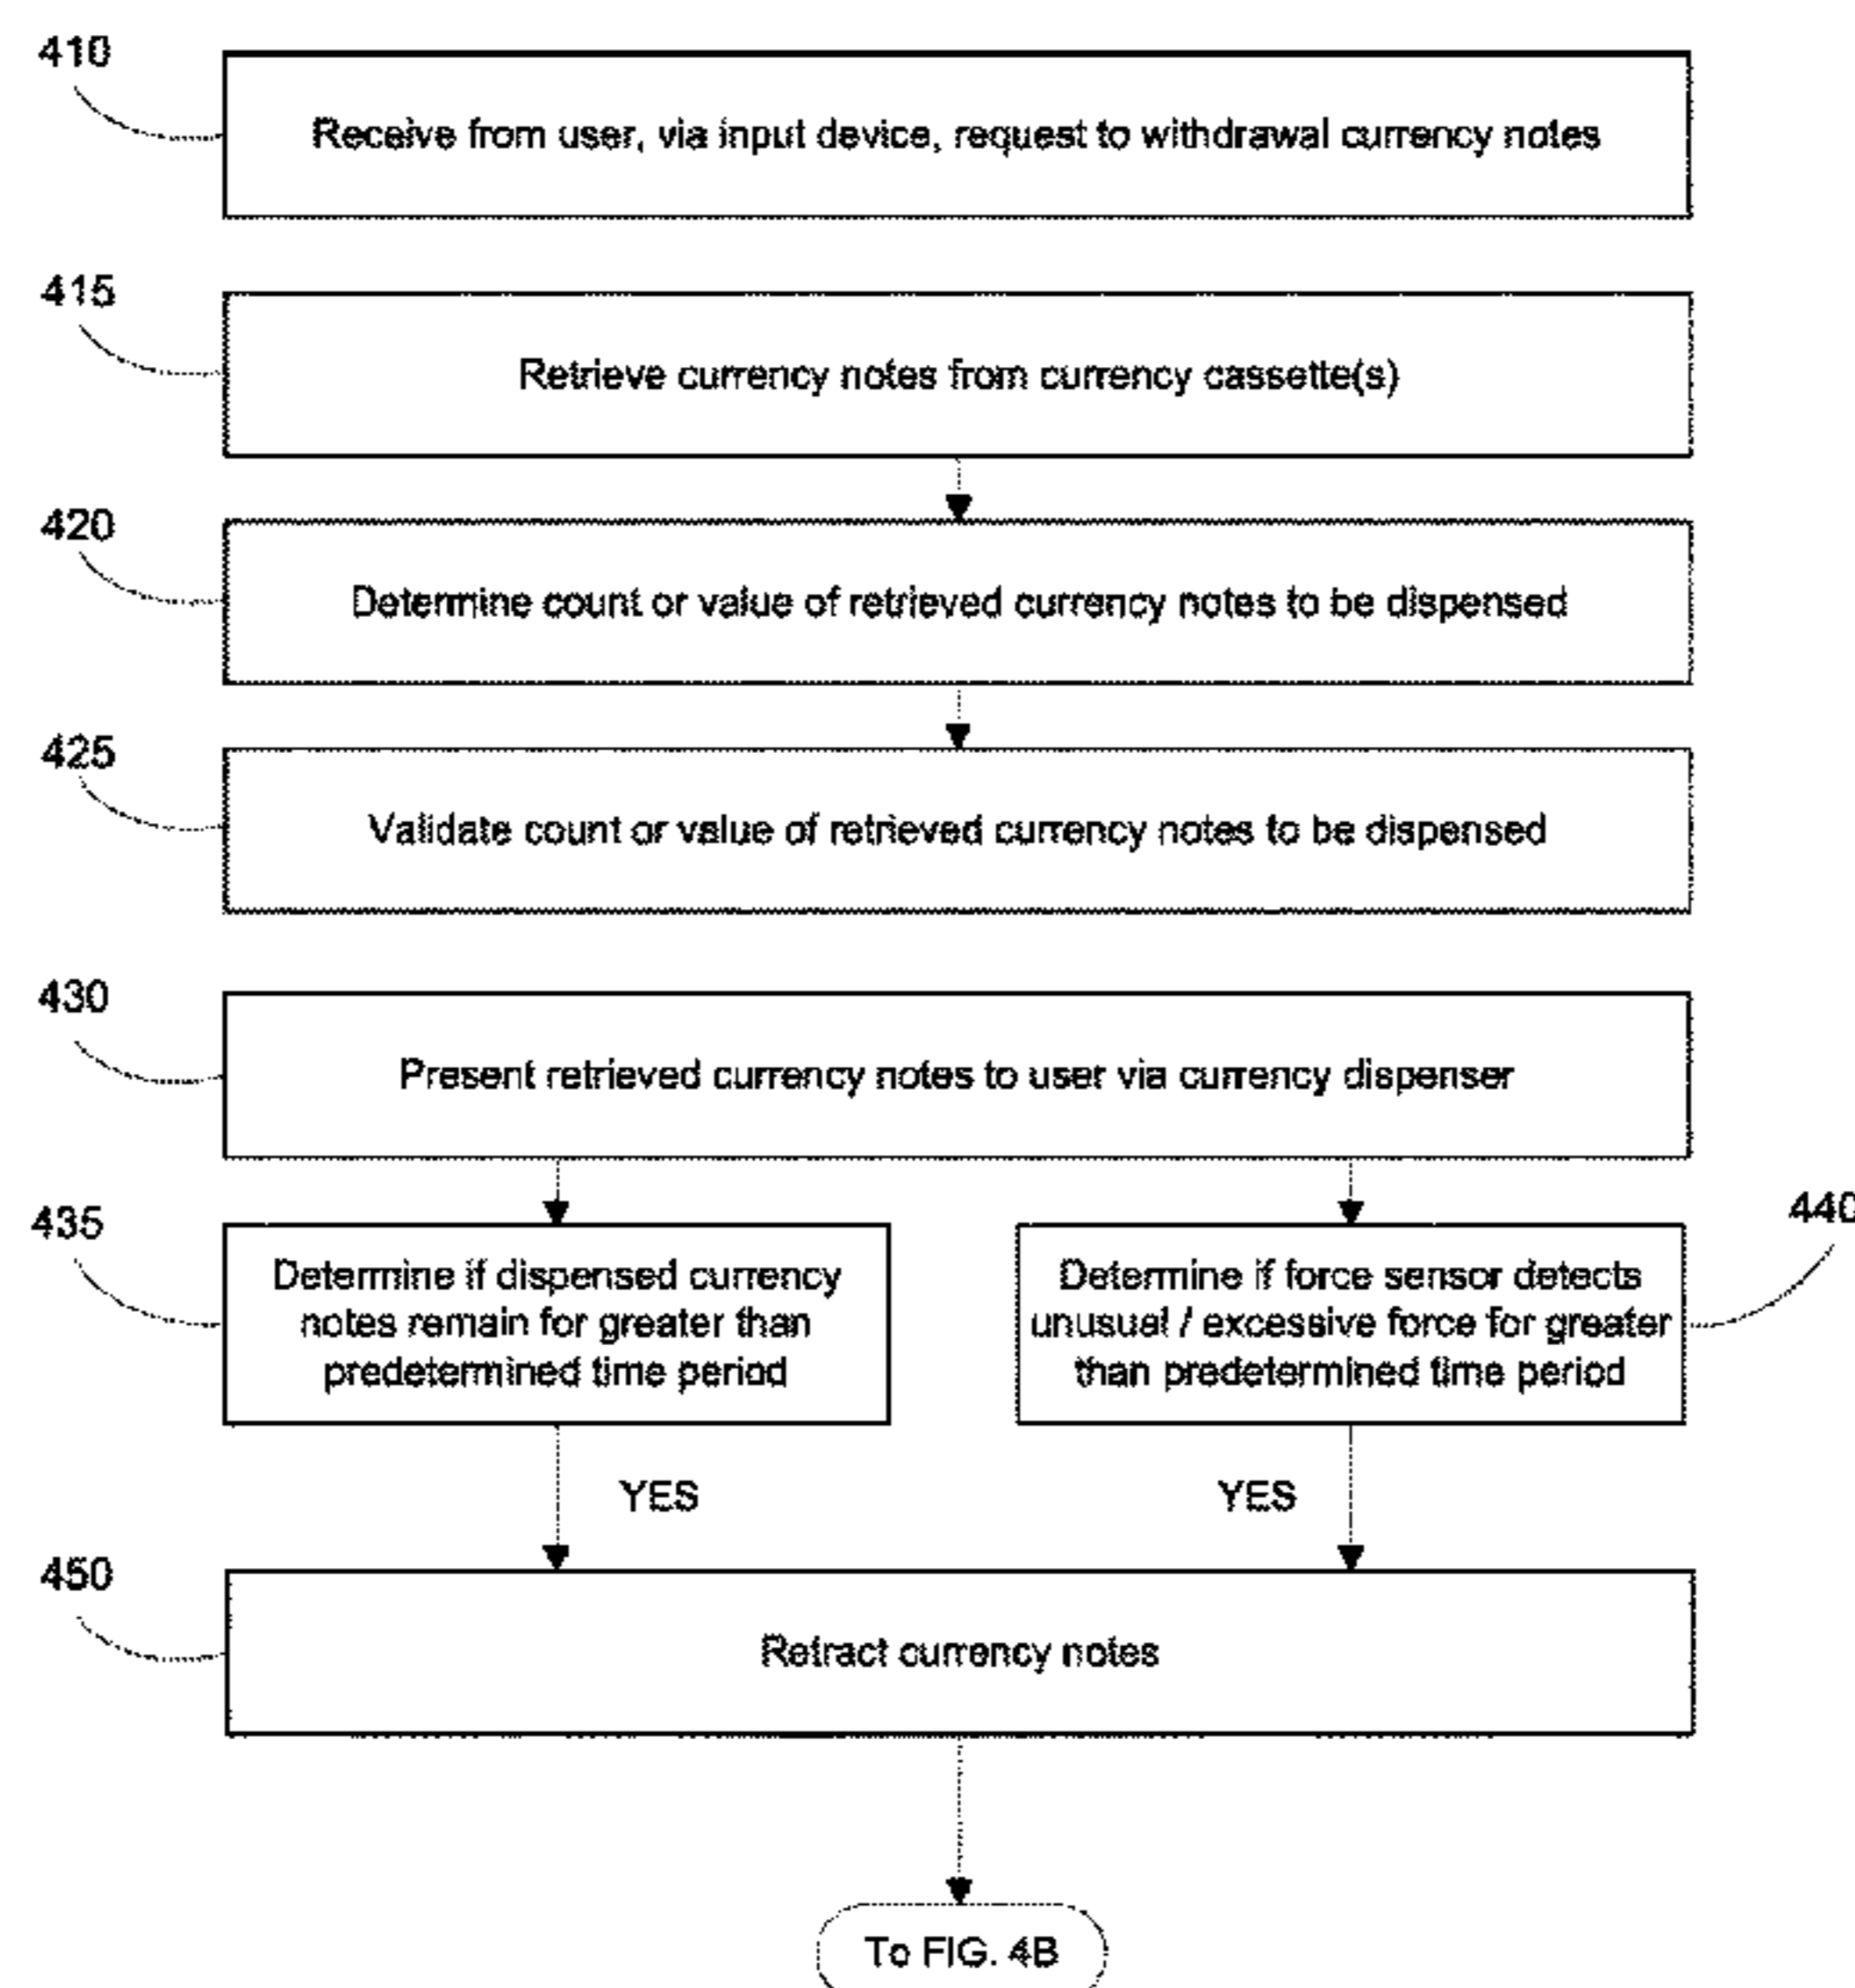 410
Receive from user, via input device, request to withdrawal currency notes
415
Retrieve currency notes from currency cassette(s)
420
Determine count or value of retrieved currency notes to be dispensed
425
Validate count or value of retrieved currency notes to be dispensed
430
Present retrieved currency notes to user via currency dispenser
435
Determine if dispensed currency
notes remain for greater than
predetermined time period
440
Determine if force sensor detects
unusual / excessive force for greater
than predetermined time period
YES
YES
450
Retract currency notes
To FIG. 4B